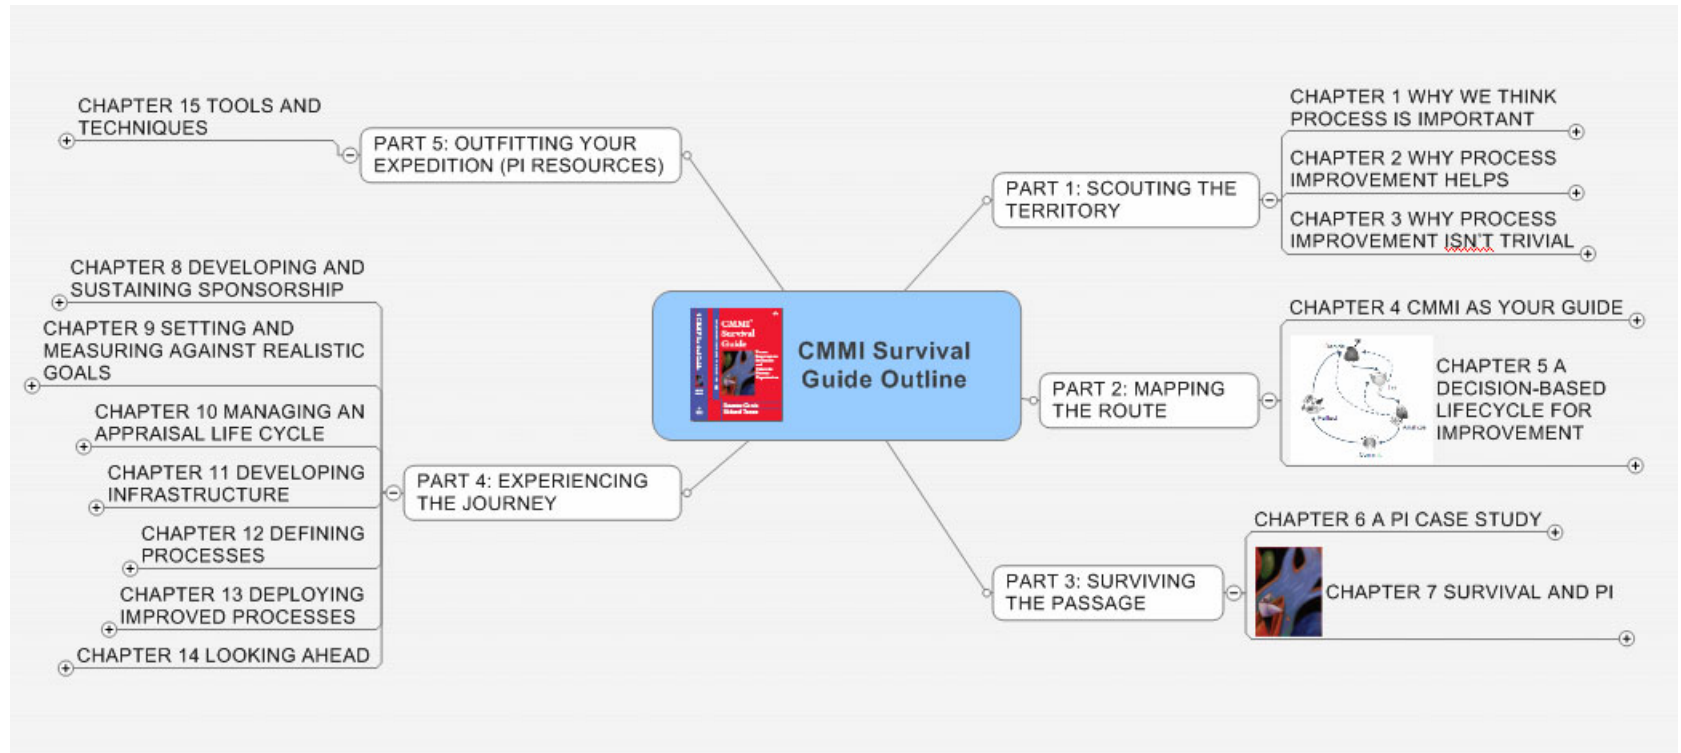 CMMI Survival
Guide Outline
CMMI
Survival
Guide
PART 1: SCOUTING THE
TERRITORY
CHAPTER 1 WHY WE THINK
PROCESS IS IMPORTANT
CHAPTER 2 WHY PROCESS
IMPROVEMENT HELPS
CHAPTER 3 WHY PROCESS
IMPROVEMENT ISN'T TRIVIAL
PART 2: MAPPING
THE ROUTE
CHAPTER 4 CMMI AS YOUR GUIDE
CHAPTER 5 A
DECISION-BASED
LIFECYCLE FOR
IMPROVEMENT
PART 3: SURVIVING
THE PASSAGE
CHAPTER 6 A PI CASE STUDY
CHAPTER 7 SURVIVAL AND PI
PART 4: EXPERIENCING
THE JOURNEY
CHAPTER 8 DEVELOPING AND
SUSTAINING SPONSORSHIP
CHAPTER 9 SETTING AND
MEASURING AGAINST REALISTIC
GOALS
CHAPTER 10 MANAGING AN
APPRAISAL LIFE CYCLE
CHAPTER 11 DEVELOPING
INFRASTRUCTURE
CHAPTER 12 DEFINING
PROCESSES
CHAPTER 13 DEPLOYING
IMPROVED PROCESSES
CHAPTER 14 LOOKING AHEAD
PART 5: OUTFITTING YOUR
EXPEDITION (PI RESOURCES)
CHAPTER 15 TOOLS AND
TECHNIQUES